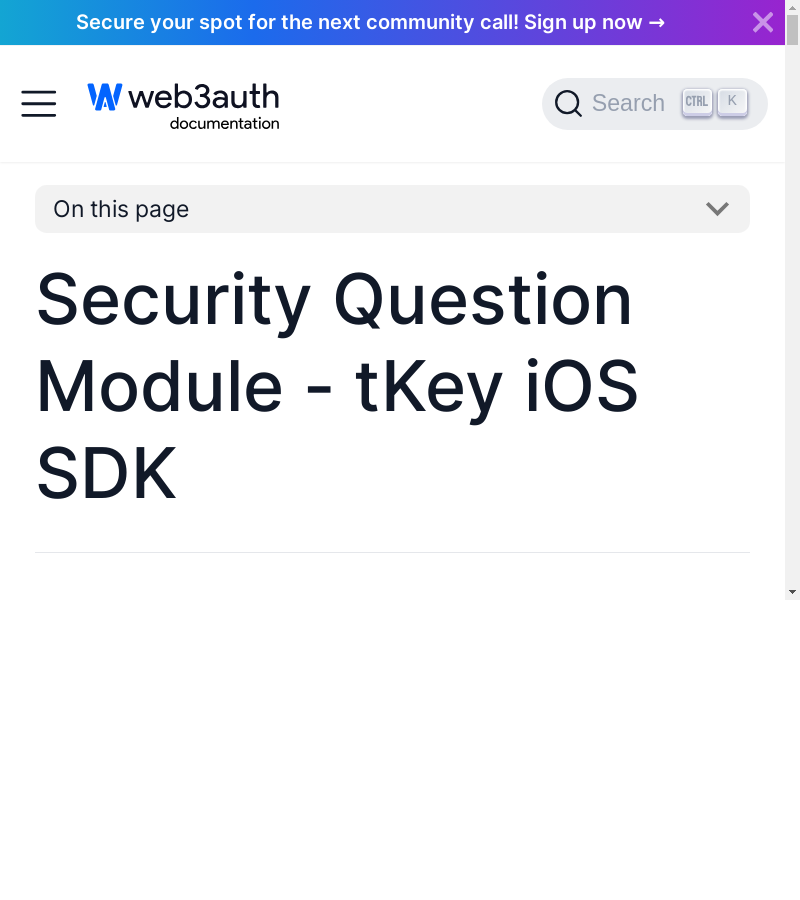 Secure your spot for the next community call! Sign up now →
web3auth
documentation
Search CTRL K
On this page
Security Question
Module - tKey iOS
SDK